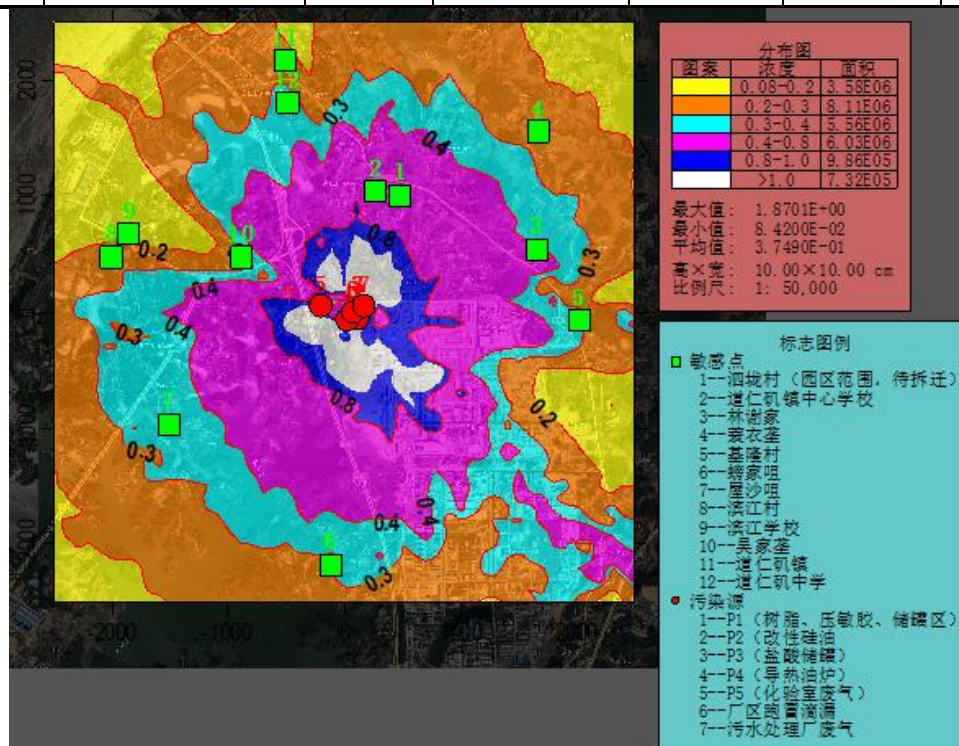 分布图
图案 浓度 面积
0.08-0.2 3.58E06
0.2-0.3 8.11E06
0.3-0.4 5.56E06
0.4-0.8 6.03E06
0.8-1.0 9.86E05
>1.0 7.32E05
最大值： 1.8701E+00
最小值： 8.4200E-02
平均值： 3.7490E-01
高×宽： 10.00×10.00 cm
比例尺： 1: 50,000
标志图例
敏感点
1--泗垅村（园区范围，待拆迁）
2--道仁矶镇中心学校
3--林谢家
4--蓑衣垄
5--基隆村
6--螃家咀
7--屋沙咀
8--滨江村
9--滨江学校
10--吴家垄
11--道仁矶镇
12--道仁矶中学
污染源
1--P1（树脂、压敏胶、储罐区）
2--P2（改性硅油）
3--P3（盐酸储罐）
4--P4（导热油炉）
5--P5（化验室废气）
6--厂区跑冒滴漏
7--污水处理厂废气
2000
1000
-2000
-1000
11
12
4
2
1
3
9
10
5
6
0.3
0.4
0.8
0.3
0.2
0.4
0.4
0.3
0.8
0.2
0.3
0.4
0.4
0.3